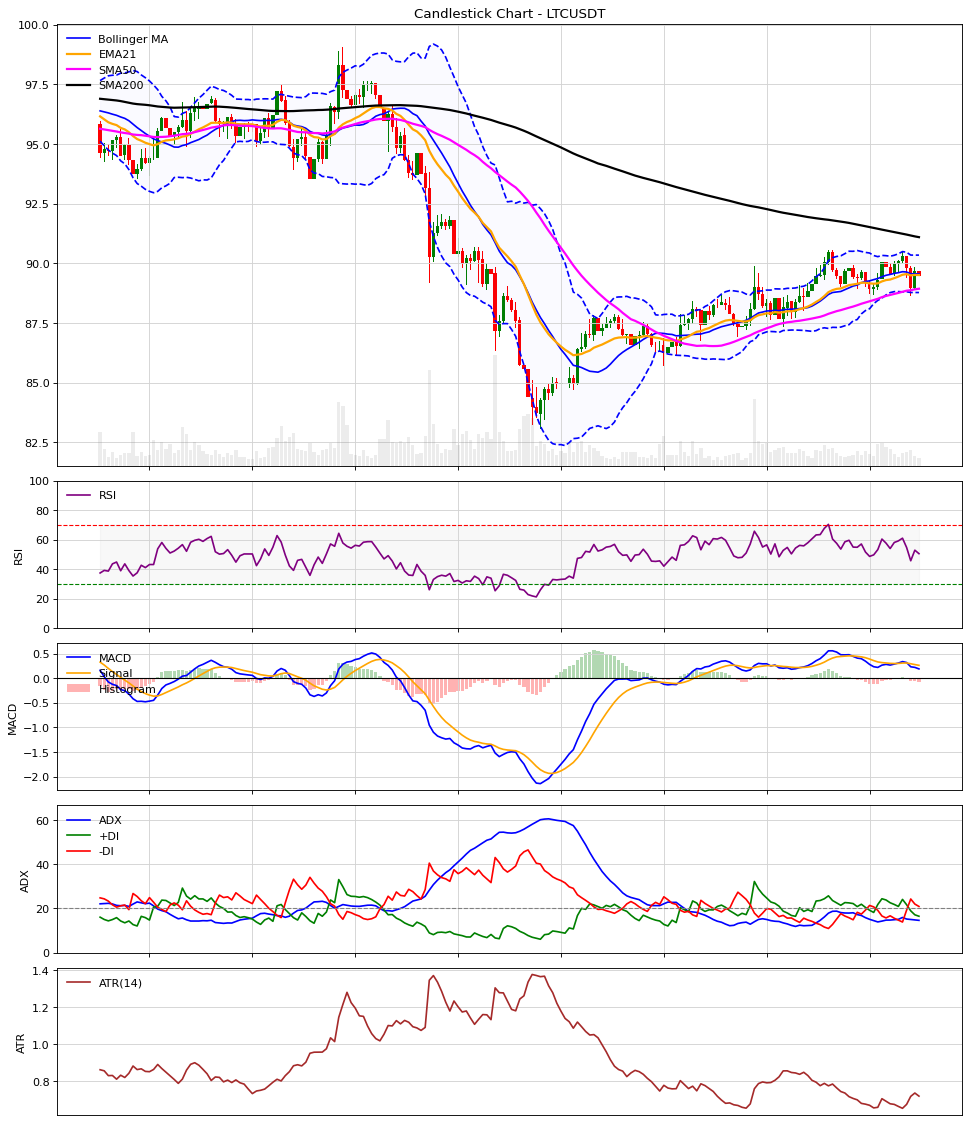 Candlestick Chart - LTCUSDT
100.0
97.5
95.0
92.5
90.0
87.5
85.0
82.5
Bollinger MA
EMA21
SMA50
SMA200
100
80
60
40
20
0
RSI
RSI
0.5
0.0
−0.5
−1.0
−1.5
−2.0
MACD
MACD
Signal
Histogram
60
40
20
0
ADX
ADX
+DI
-DI
1.4
1.2
1.0
0.8
ATR
ATR(14)